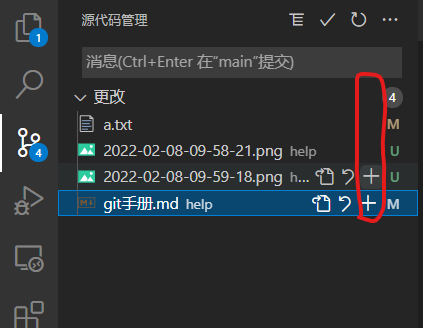 源代码管理
消息(Ctrl+Enter 在"main"提交)
更改 4
a.txt M
2022-02-08-09-58-21.png help U
2022-02-08-09-59-18.png h... U
git手册.md help M
1
4